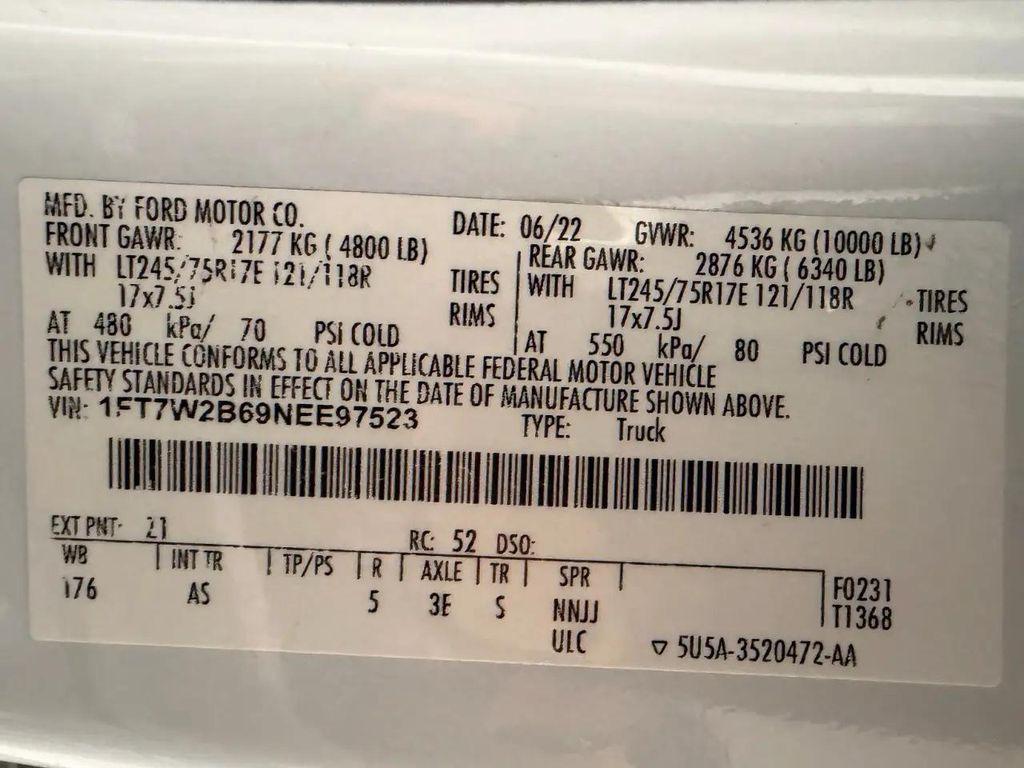 MFD. BY FORD MOTOR CO.
DATE: 06/22 GVWR: 4536 KG (10000 LB)
FRONT GAWR: 2177 KG ( 4800 LB)
WITH LT245/75R17E 121/118R TIRES
17x7.5J RIMS
AT 480 kPa/ 70 PSI COLD
REAR GAWR: 2876 KG ( 6340 LB)
WITH LT245/75R17E 121/118R TIRES
17x7.5J RIMS
AT 550 kPa/ 80 PSI COLD
THIS VEHICLE CONFORMS TO ALL APPLICABLE FEDERAL MOTOR VEHICLE
SAFETY STANDARDS IN EFFECT ON THE DATE OF MANUFACTURE SHOWN ABOVE.
VIN: 1FT7W2B69NEE97523 TYPE: Truck
EXT PNT: Z1 RC: 52 DSO:
WB INT TR TP/PS R AXLE TR SPR F0231
176 AS 5 3E S NNJJ T1368
ULC ▽ 5U5A-3520472-AA